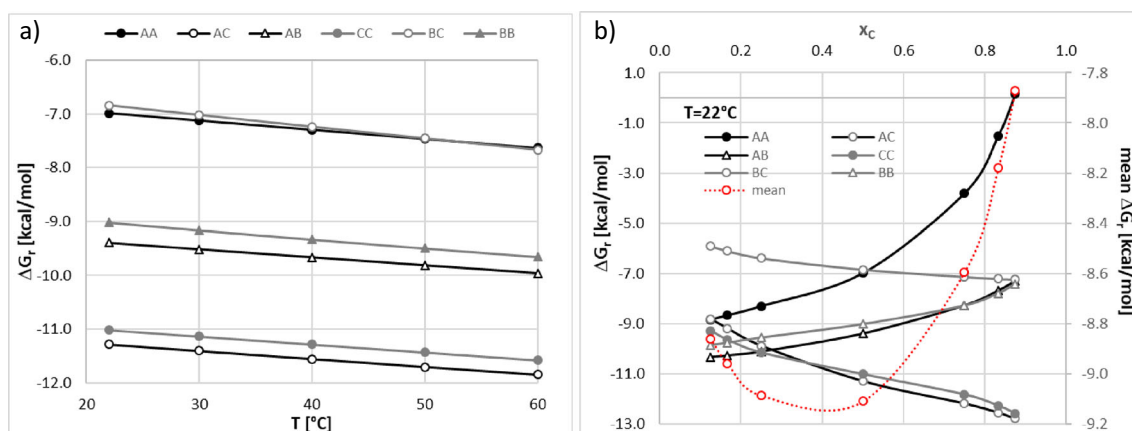 a)
AA AC AB CC BC BB
-6.0
-7.0
-8.0
-9.0
-10.0
-11.0
-12.0
ΔGr [kcal/mol]
20 30 40 50 60
T [°C]
b)
xC
0.0 0.2 0.4 0.6 0.8 1.0
1.0
-1.0
-3.0
-5.0
-7.0
-9.0
-11.0
-13.0
ΔGr [kcal/mol]
T=22°C
AA AC
AB CC
BC BB
mean
-7.8
-8.0
-8.2
-8.4
-8.6
-8.8
-9.0
-9.2
mean ΔGr [kcal/mol]